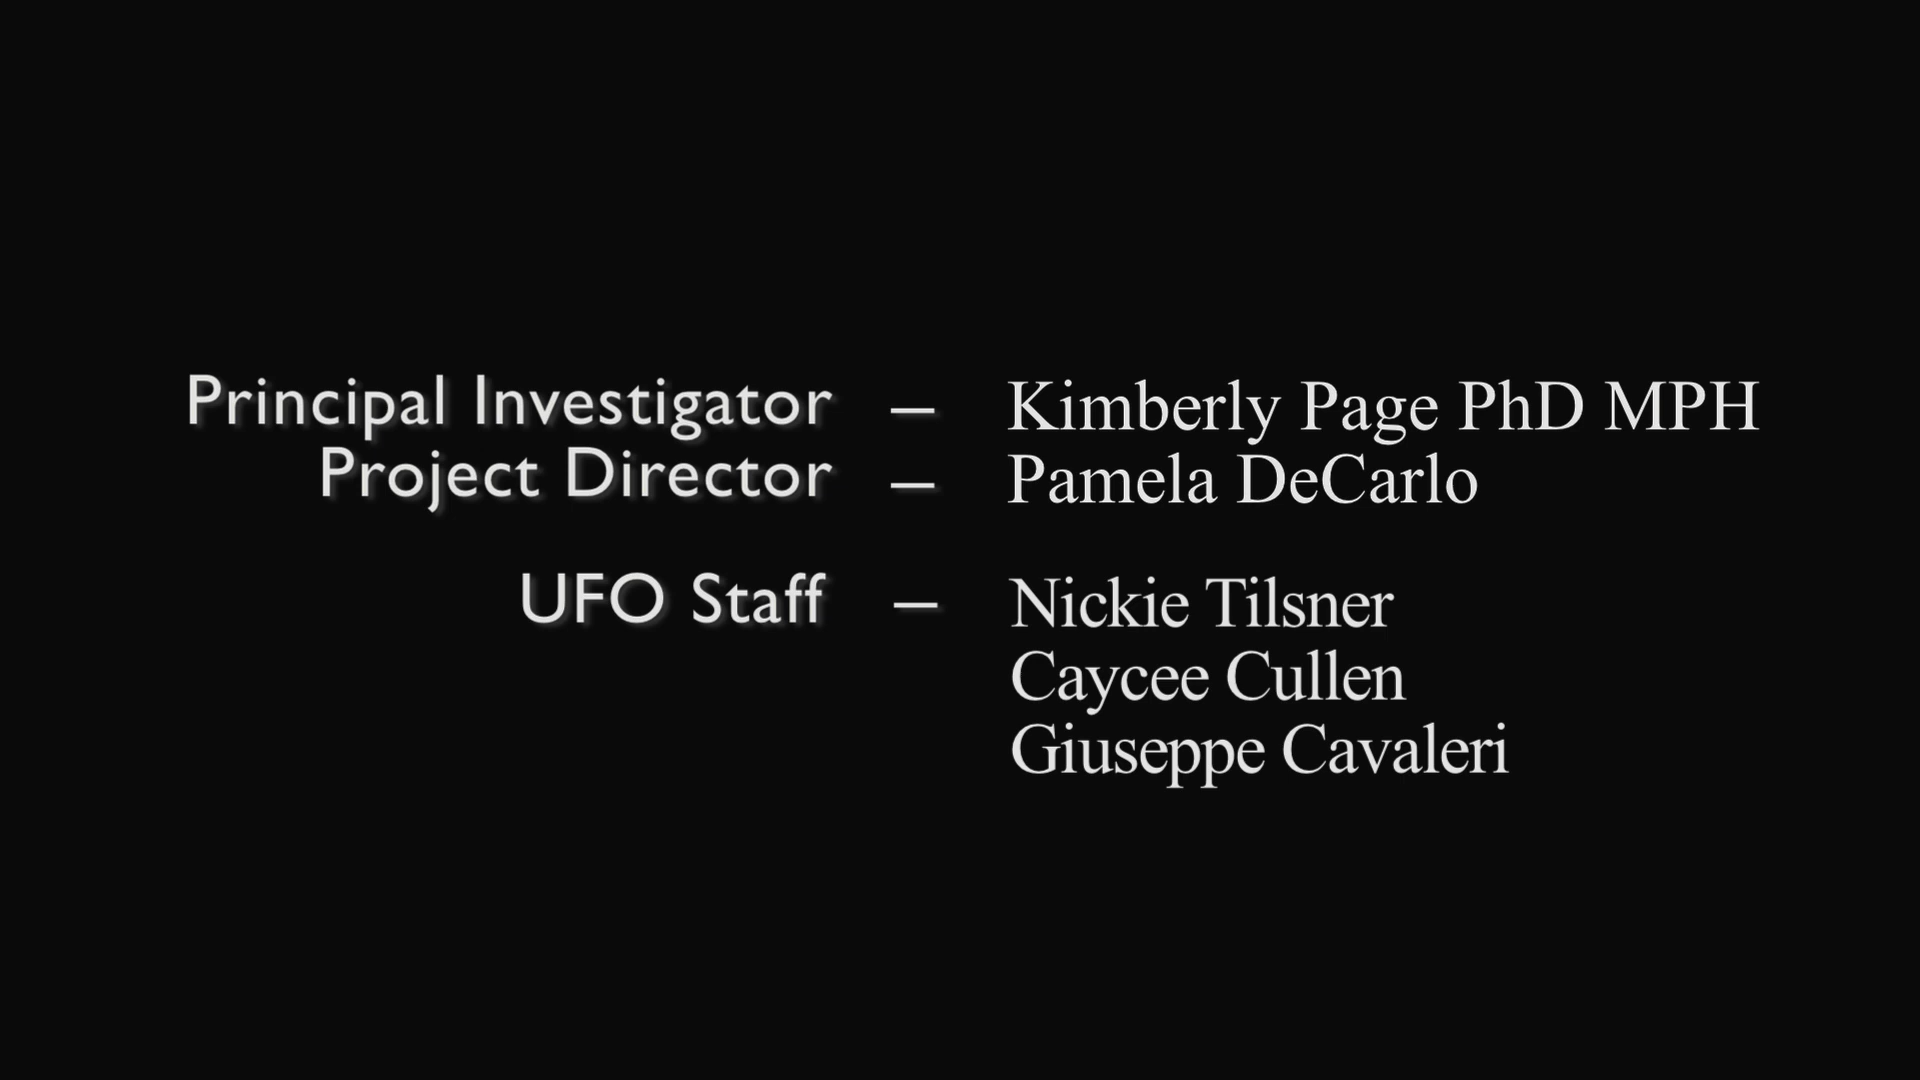 Principal Investigator – Kimberly Page PhD MPH
Project Director – Pamela DeCarlo
UFO Staff – Nickie Tilsner
Caycee Cullen
Giuseppe Cavaleri